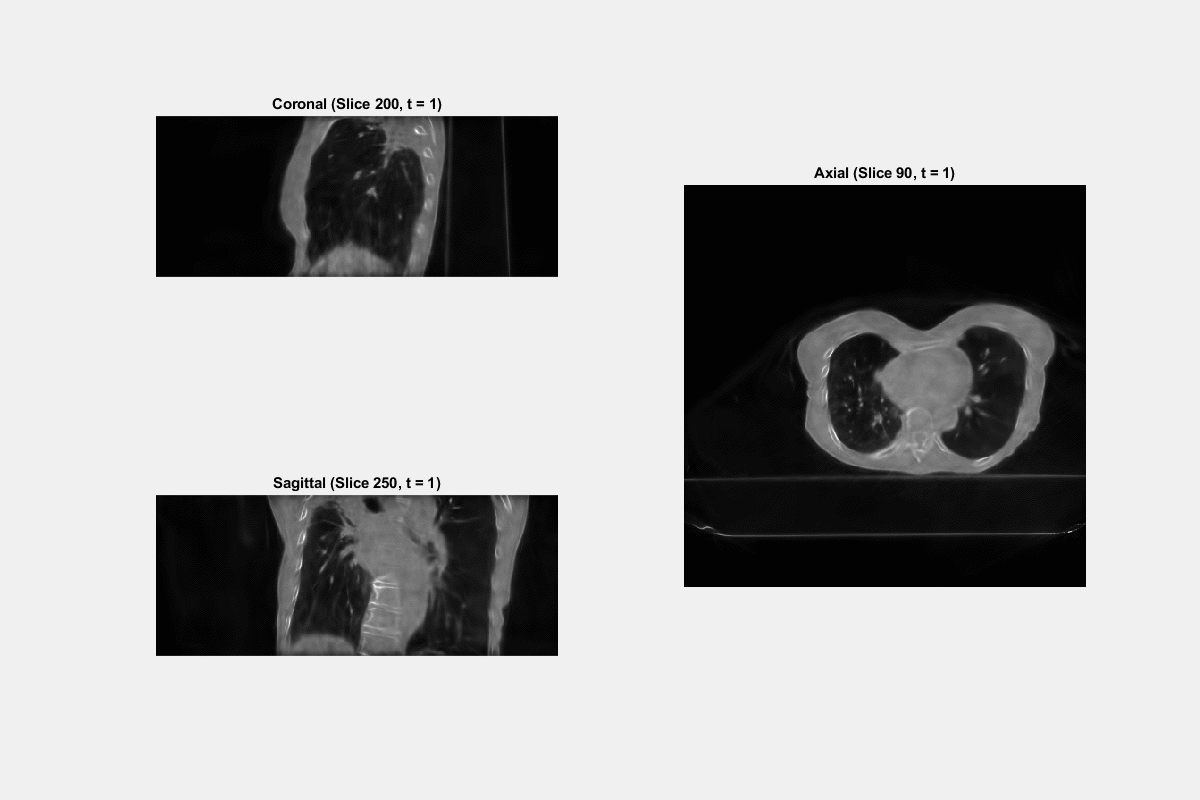 Coronal (Slice 200, t = 1)
Axial (Slice 90, t = 1)
Sagittal (Slice 250, t = 1)